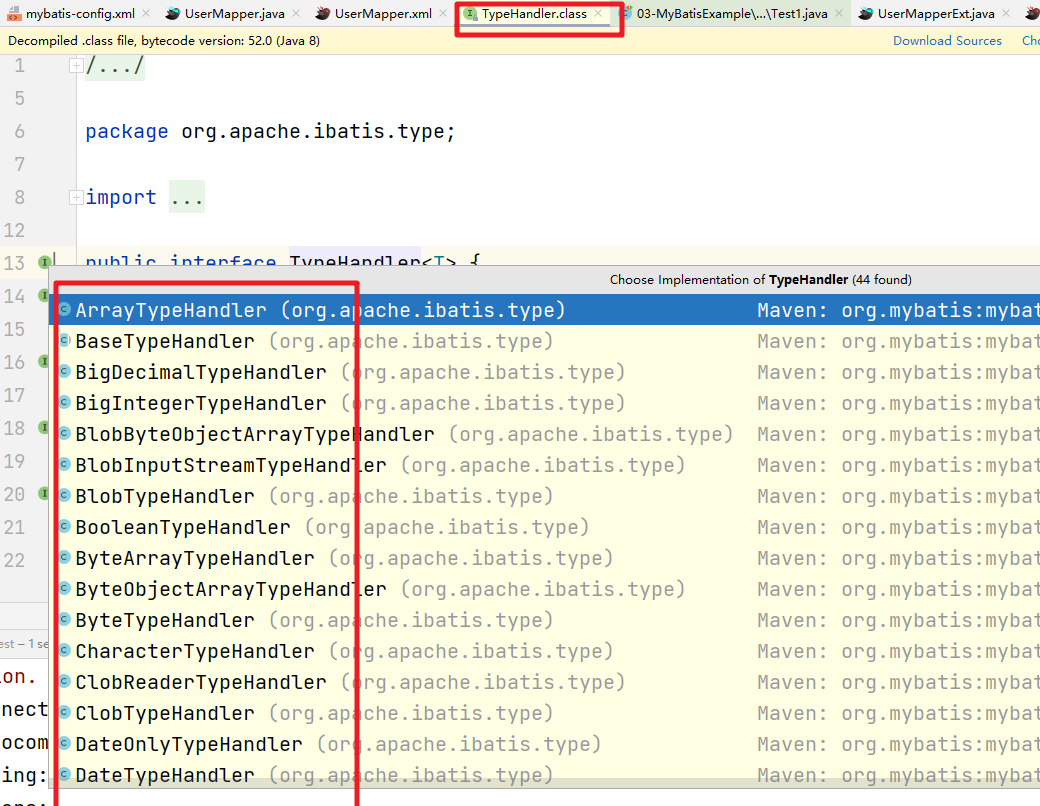 mybatis-config.xml × UserMapper.java × UserMapper.xml × TypeHandler.class × 03-MyBatisExample\...\Test1.java × UserMapperExt.java ×
Decompiled .class file, bytecode version: 52.0 (Java 8) Download Sources Cho
1 /.../
5
6 package org.apache.ibatis.type;
7
8 import ...
12
13 public interface TypeHandler<T> {
Choose Implementation of TypeHandler (44 found)
14 ArrayTypeHandler (org.apache.ibatis.type) Maven: org.mybatis:mybat
15 BaseTypeHandler (org.apache.ibatis.type) Maven: org.mybatis:mybat
16 BigDecimalTypeHandler (org.apache.ibatis.type) Maven: org.mybatis:mybat
17 BigIntegerTypeHandler (org.apache.ibatis.type) Maven: org.mybatis:mybat
18 BlobByteObjectArrayTypeHandler (org.apache.ibatis.type) Maven: org.mybatis:mybat
19 BlobInputStreamTypeHandler (org.apache.ibatis.type) Maven: org.mybatis:mybat
20 BlobTypeHandler (org.apache.ibatis.type) Maven: org.mybatis:mybat
21 BooleanTypeHandler (org.apache.ibatis.type) Maven: org.mybatis:mybat
22 ByteArrayTypeHandler (org.apache.ibatis.type) Maven: org.mybatis:mybat
ByteObjectArrayTypeHandler (org.apache.ibatis.type) Maven: org.mybatis:mybat
ByteTypeHandler (org.apache.ibatis.type) Maven: org.mybatis:mybat
est – 1 se CharacterTypeHandler (org.apache.ibatis.type) Maven: org.mybatis:mybat
ion. ClobReaderTypeHandler (org.apache.ibatis.type) Maven: org.mybatis:mybat
nect ClobTypeHandler (org.apache.ibatis.type) Maven: org.mybatis:mybat
ocom DateOnlyTypeHandler (org.apache.ibatis.type) Maven: org.mybatis:mybat
ing: DateTypeHandler (org.apache.ibatis.type) Maven: org.mybatis:mybat